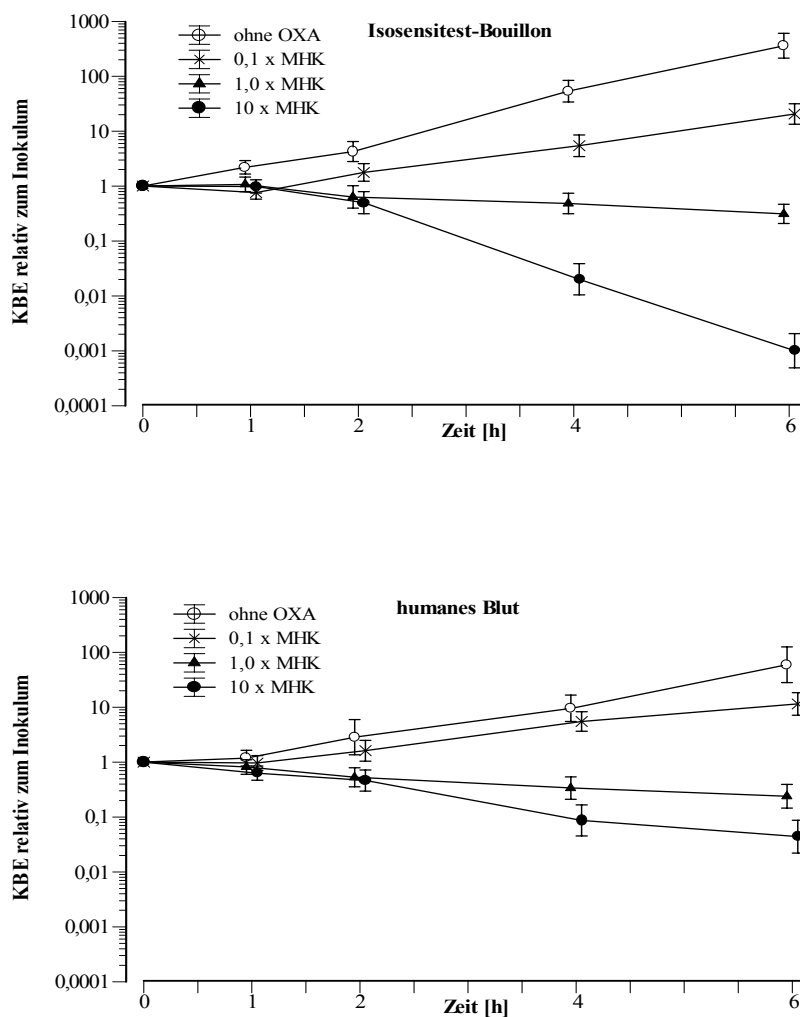 Isosensitest-Bouillon
ohne OXA
0,1 x MHK
1,0 x MHK
10 x MHK
KBE relativ zum Inokulum
1000
100
10
1
0,1
0,01
0,001
0,0001
0 1 2 4 6
Zeit [h]
humanes Blut
ohne OXA
0,1 x MHK
1,0 x MHK
10 x MHK
KBE relativ zum Inokulum
1000
100
10
1
0,1
0,01
0,001
0,0001
0 1 2 4 6
Zeit [h]